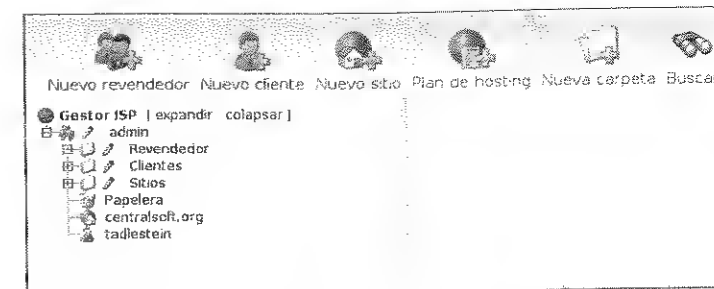 Nuevo revendedor Nuevo cliente Nuevo sitio Plan de hosting Nueva carpeta Busca
Gestor ISP [ expandir colapsar ]
admin
Revendedor
Clientes
Sitios
Papelera
centralsoft.org
tadlestein